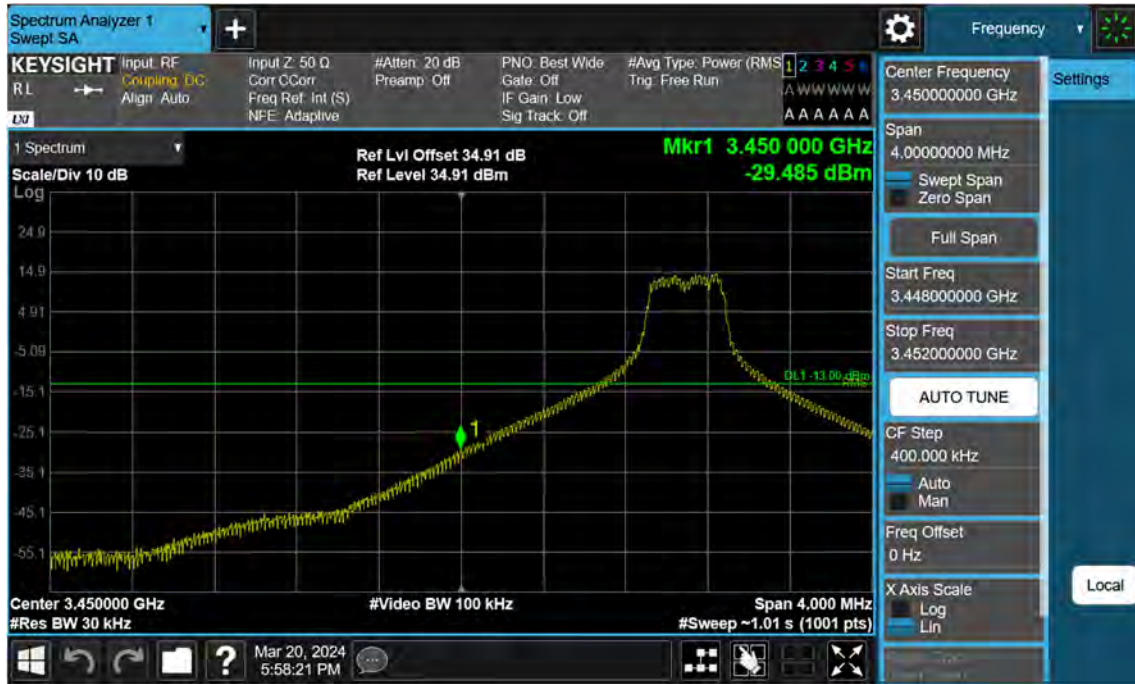 Spectrum Analyzer 1
Swept SA
+
Frequency
KEYSIGHT
RL
LXI
Input: RF
Coupling: DC
Align: Auto
Input Z: 50 Ω
Corr CCorr
Freq Ref: Int (S)
NFE: Adaptive
#Atten: 20 dB
Preamp: Off
PNO: Best Wide
Gate: Off
IF Gain: Low
Sig Track: Off
#Avg Type: Power (RMS
Trig: Free Run
1 2 3 4 5 6
A W W W W W
A A A A A A
1 Spectrum
Scale/Div 10 dB
Ref Lvl Offset 34.91 dB
Ref Level 34.91 dBm
Mkr1 3.450 000 GHz
-29.485 dBm
Log
24.9
14.9
4.91
-5.09
-15.1
-25.1
-35.1
-45.1
-55.1
DL1 -13.00 dBm
1
Center 3.450000 GHz
#Res BW 30 kHz
#Video BW 100 kHz
Span 4.000 MHz
#Sweep ~1.01 s (1001 pts)
Center Frequency
3.450000000 GHz
Settings
Span
4.00000000 MHz
Swept Span
Zero Span
Full Span
Start Freq
3.448000000 GHz
Stop Freq
3.452000000 GHz
AUTO TUNE
CF Step
400.000 kHz
Auto
Man
Freq Offset
0 Hz
X Axis Scale
Log
Lin
Local
?
Mar 20, 2024
5:58:21 PM